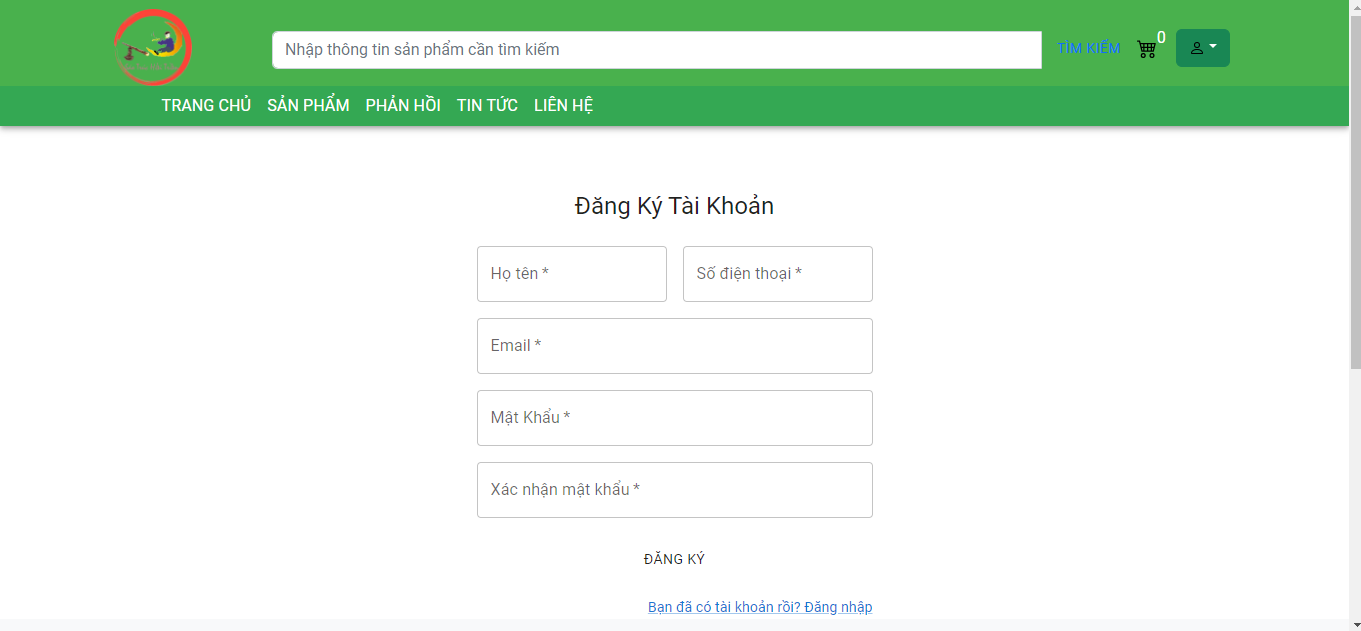 Nhập thông tin sản phẩm cần tìm kiếm
TÌM KIẾM
0
TRANG CHỦ SẢN PHẨM PHẢN HỒI TIN TỨC LIÊN HỆ
Đăng Ký Tài Khoản
Họ tên * Số điện thoại *
Email *
Mật Khẩu *
Xác nhận mật khẩu *
ĐĂNG KÝ
Bạn đã có tài khoản rồi? Đăng nhập